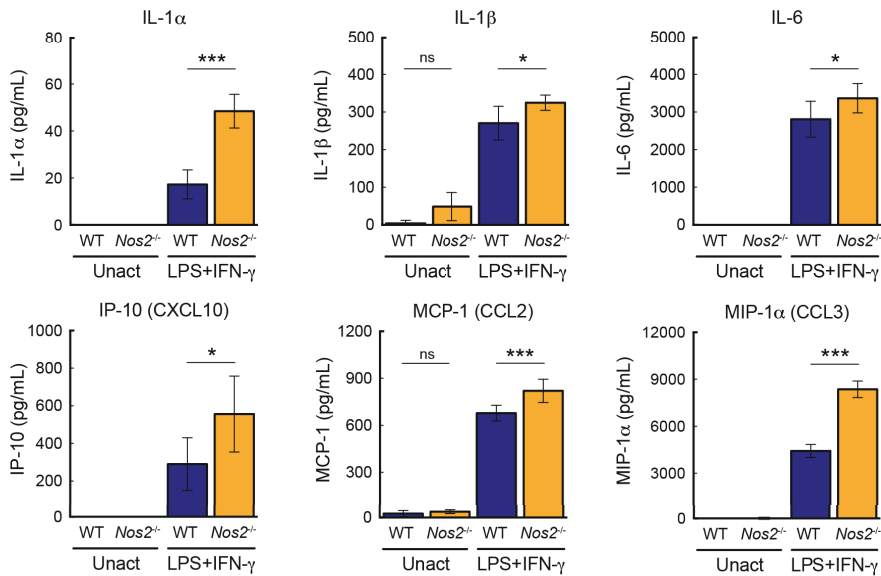 IL-1α
IL-1α (pg/mL)
80
60
40
20
0
***
WT Nos2-/- WT Nos2-/-
Unact LPS+IFN-γ
IL-1β
IL-1β (pg/mL)
500
400
300
200
100
0
ns *
WT Nos2-/- WT Nos2-/-
Unact LPS+IFN-γ
IL-6
IL-6 (pg/mL)
5000
4000
3000
2000
1000
0
*
WT Nos2-/- WT Nos2-/-
Unact LPS+IFN-γ
IP-10 (CXCL10)
IP-10 (pg/mL)
1000
800
600
400
200
0
*
WT Nos2-/- WT Nos2-/-
Unact LPS+IFN-γ
MCP-1 (CCL2)
MCP-1 (pg/mL)
1200
900
600
300
0
ns ***
WT Nos2-/- WT Nos2-/-
Unact LPS+IFN-γ
MIP-1α (CCL3)
MIP-1α (pg/mL)
12000
9000
6000
3000
0
***
WT Nos2-/- WT Nos2-/-
Unact LPS+IFN-γ